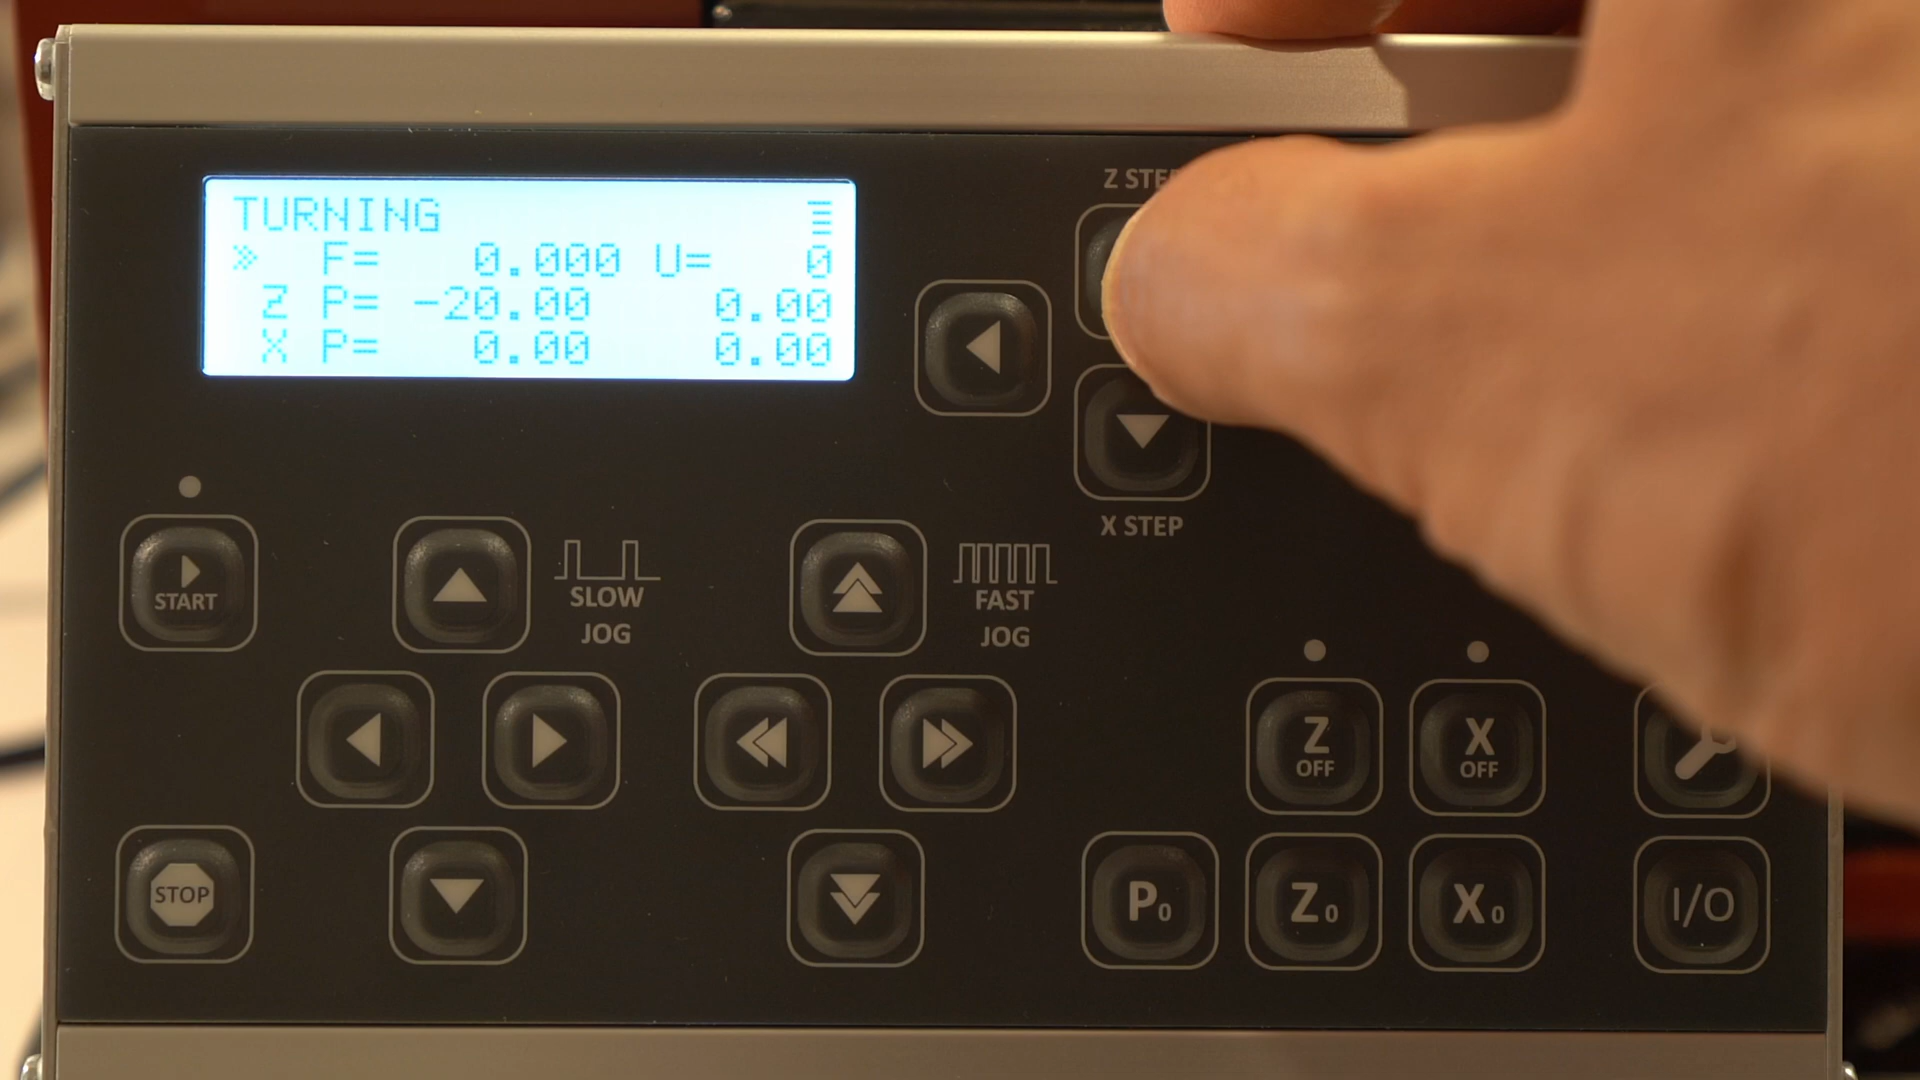 TURNING
F= 0.000 U= 0
Z P= -20.00 0.00
X P= 0.00 0.00
Z
X STEP
START
SLOW
JOG
FAST
JOG
Z
OFF
X
OFF
STOP
P0
Z0
X0
I/O